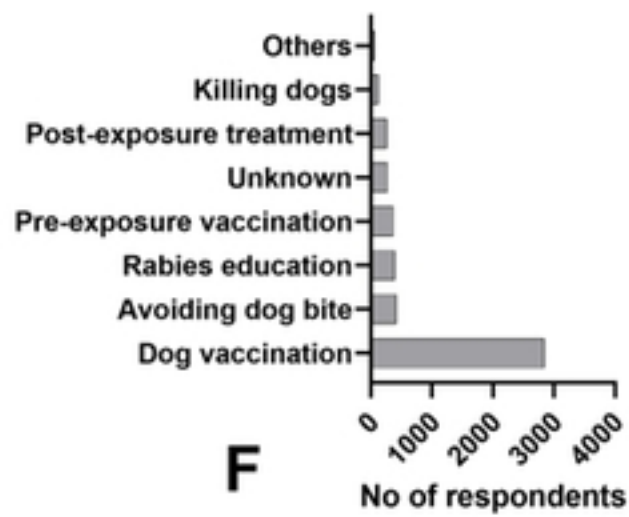 Others
Killing dogs
Post-exposure treatment
Unknown
Pre-exposure vaccination
Rabies education
Avoiding dog bite
Dog vaccination
0 1000 2000 3000 4000
F
No of respondents